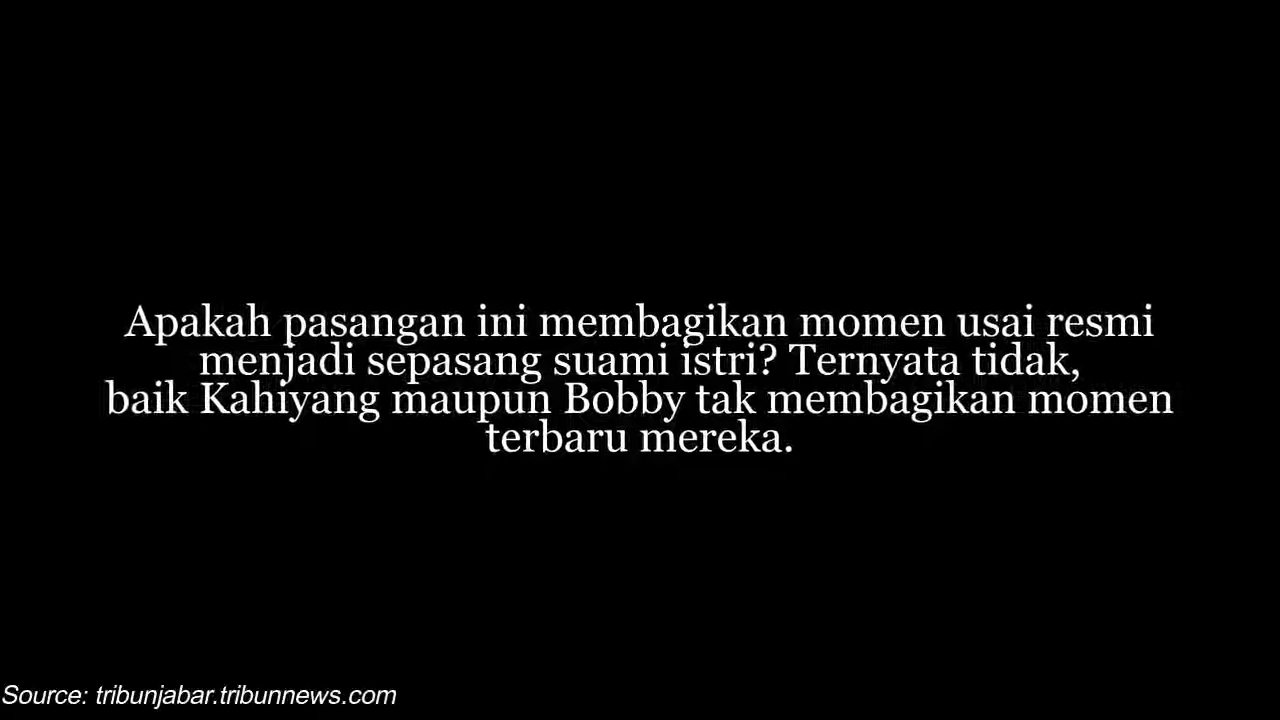 Apakah pasangan ini membagikan momen usai resmi
menjadi sepasang suami istri? Ternyata tidak,
baik Kahiyang maupun Bobby tak membagikan momen
terbaru mereka.
Source: tribunjabar.tribunnews.com